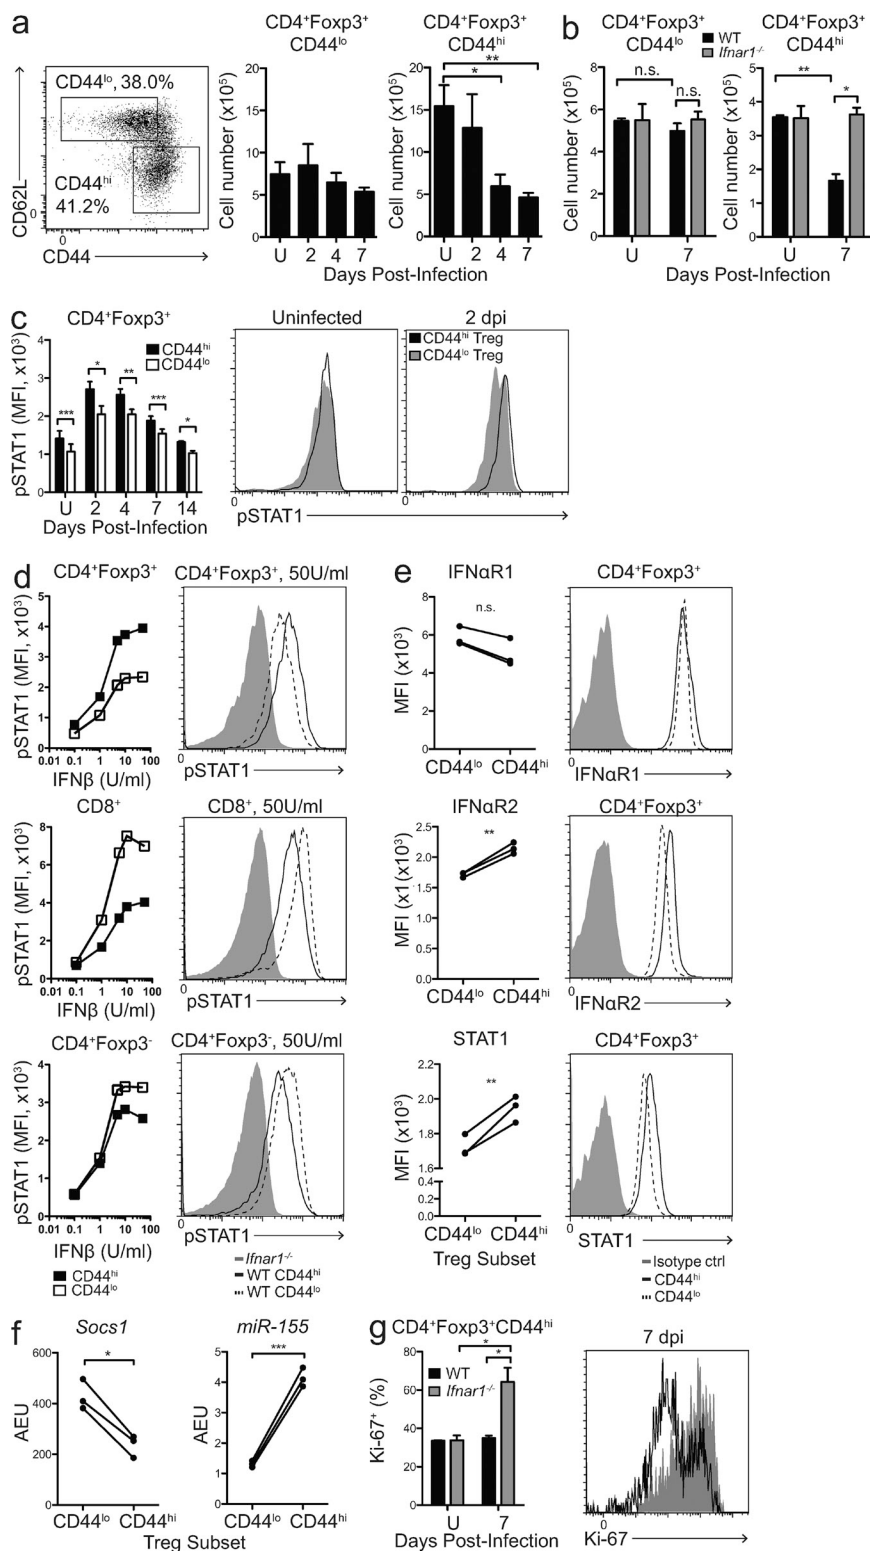 a
CD44lo, 38.0%
CD44hi
41.2%
CD62L
0
0
CD44
CD4+Foxp3+
CD44lo
Cell number (x10⁵)
20
15
10
5
0
U 2 4 7
CD4+Foxp3+
CD44hi
**
*
Cell number (x10⁵)
20
15
10
5
0
U 2 4 7
Days Post-Infection
b
CD4+Foxp3+
CD44lo
WT
Ifnar1-/-
n.s.
n.s.
Cell number (x10⁵)
8
6
4
2
0
U 7
CD4+Foxp3+
CD44hi
**
*
Cell number (x10⁵)
5
4
3
2
1
0
U 7
Days Post-Infection
c
CD4+Foxp3+
CD44hi
CD44lo
pSTAT1 (MFI, x10³)
4
3
2
1
0
***
*
**
***
*
U 2 4 7 14
Days Post-Infection
Uninfected
2 dpi
CD44hi Treg
CD44lo Treg
0
0
pSTAT1
d
CD4+Foxp3+
pSTAT1 (MFI, x10³)
5
4
3
2
1
0
0.01 0.1 1 10 100
IFNβ (U/ml)
CD4+Foxp3+, 50U/ml
0
pSTAT1
CD8+
pSTAT1 (MFI, x10³)
8
6
4
2
0
0.01 0.1 1 10 100
IFNβ (U/ml)
CD8+, 50U/ml
0
pSTAT1
CD4+Foxp3-
pSTAT1 (MFI, x10³)
4
3
2
1
0
0.01 0.1 1 10 100
IFNβ (U/ml)
CD44hi
CD44lo
CD4+Foxp3-, 50U/ml
0
pSTAT1
Ifnar1-/-
WT CD44hi
WT CD44lo
e
IFNαR1
n.s.
MFI (x10³)
8
6
4
2
0
CD44lo CD44hi
CD4+Foxp3+
0
IFNαR1
IFNαR2
**
MFI (x1(x10³)
2.5
2.0
1.5
1.0
0.5
0.0
CD44lo CD44hi
CD4+Foxp3+
0
IFNαR2
STAT1
**
MFI (x10³)
2.2
2.0
1.8
1.6
0.4
0.2
0.0
CD44lo CD44hi
Treg Subset
CD4+Foxp3+
0
STAT1
Isotype ctrl
CD44hi
CD44lo
f
Socs1
*
AEU
600
400
200
0
CD44lo CD44hi
miR-155
***
AEU
5
4
3
2
1
0
CD44lo CD44hi
Treg Subset
g
CD4+Foxp3+CD44hi
WT
Ifnar1-/-
*
*
Ki-67+ (%)
80
60
40
20
0
U 7
Days Post-Infection
7 dpi
0
Ki-67